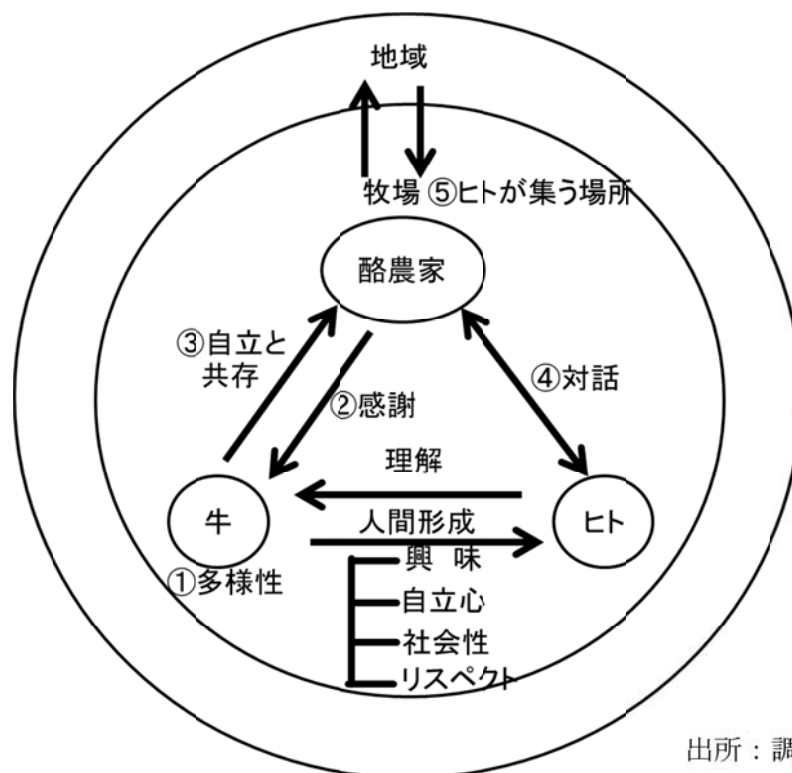 地域
牧場 ⑤ヒトが集う場所
酪農家
③自立と
共存
②感謝
④対話
理解
牛
人間形成
ヒト
①多様性
興 味
自立心
社会性
リスペクト
出所：調